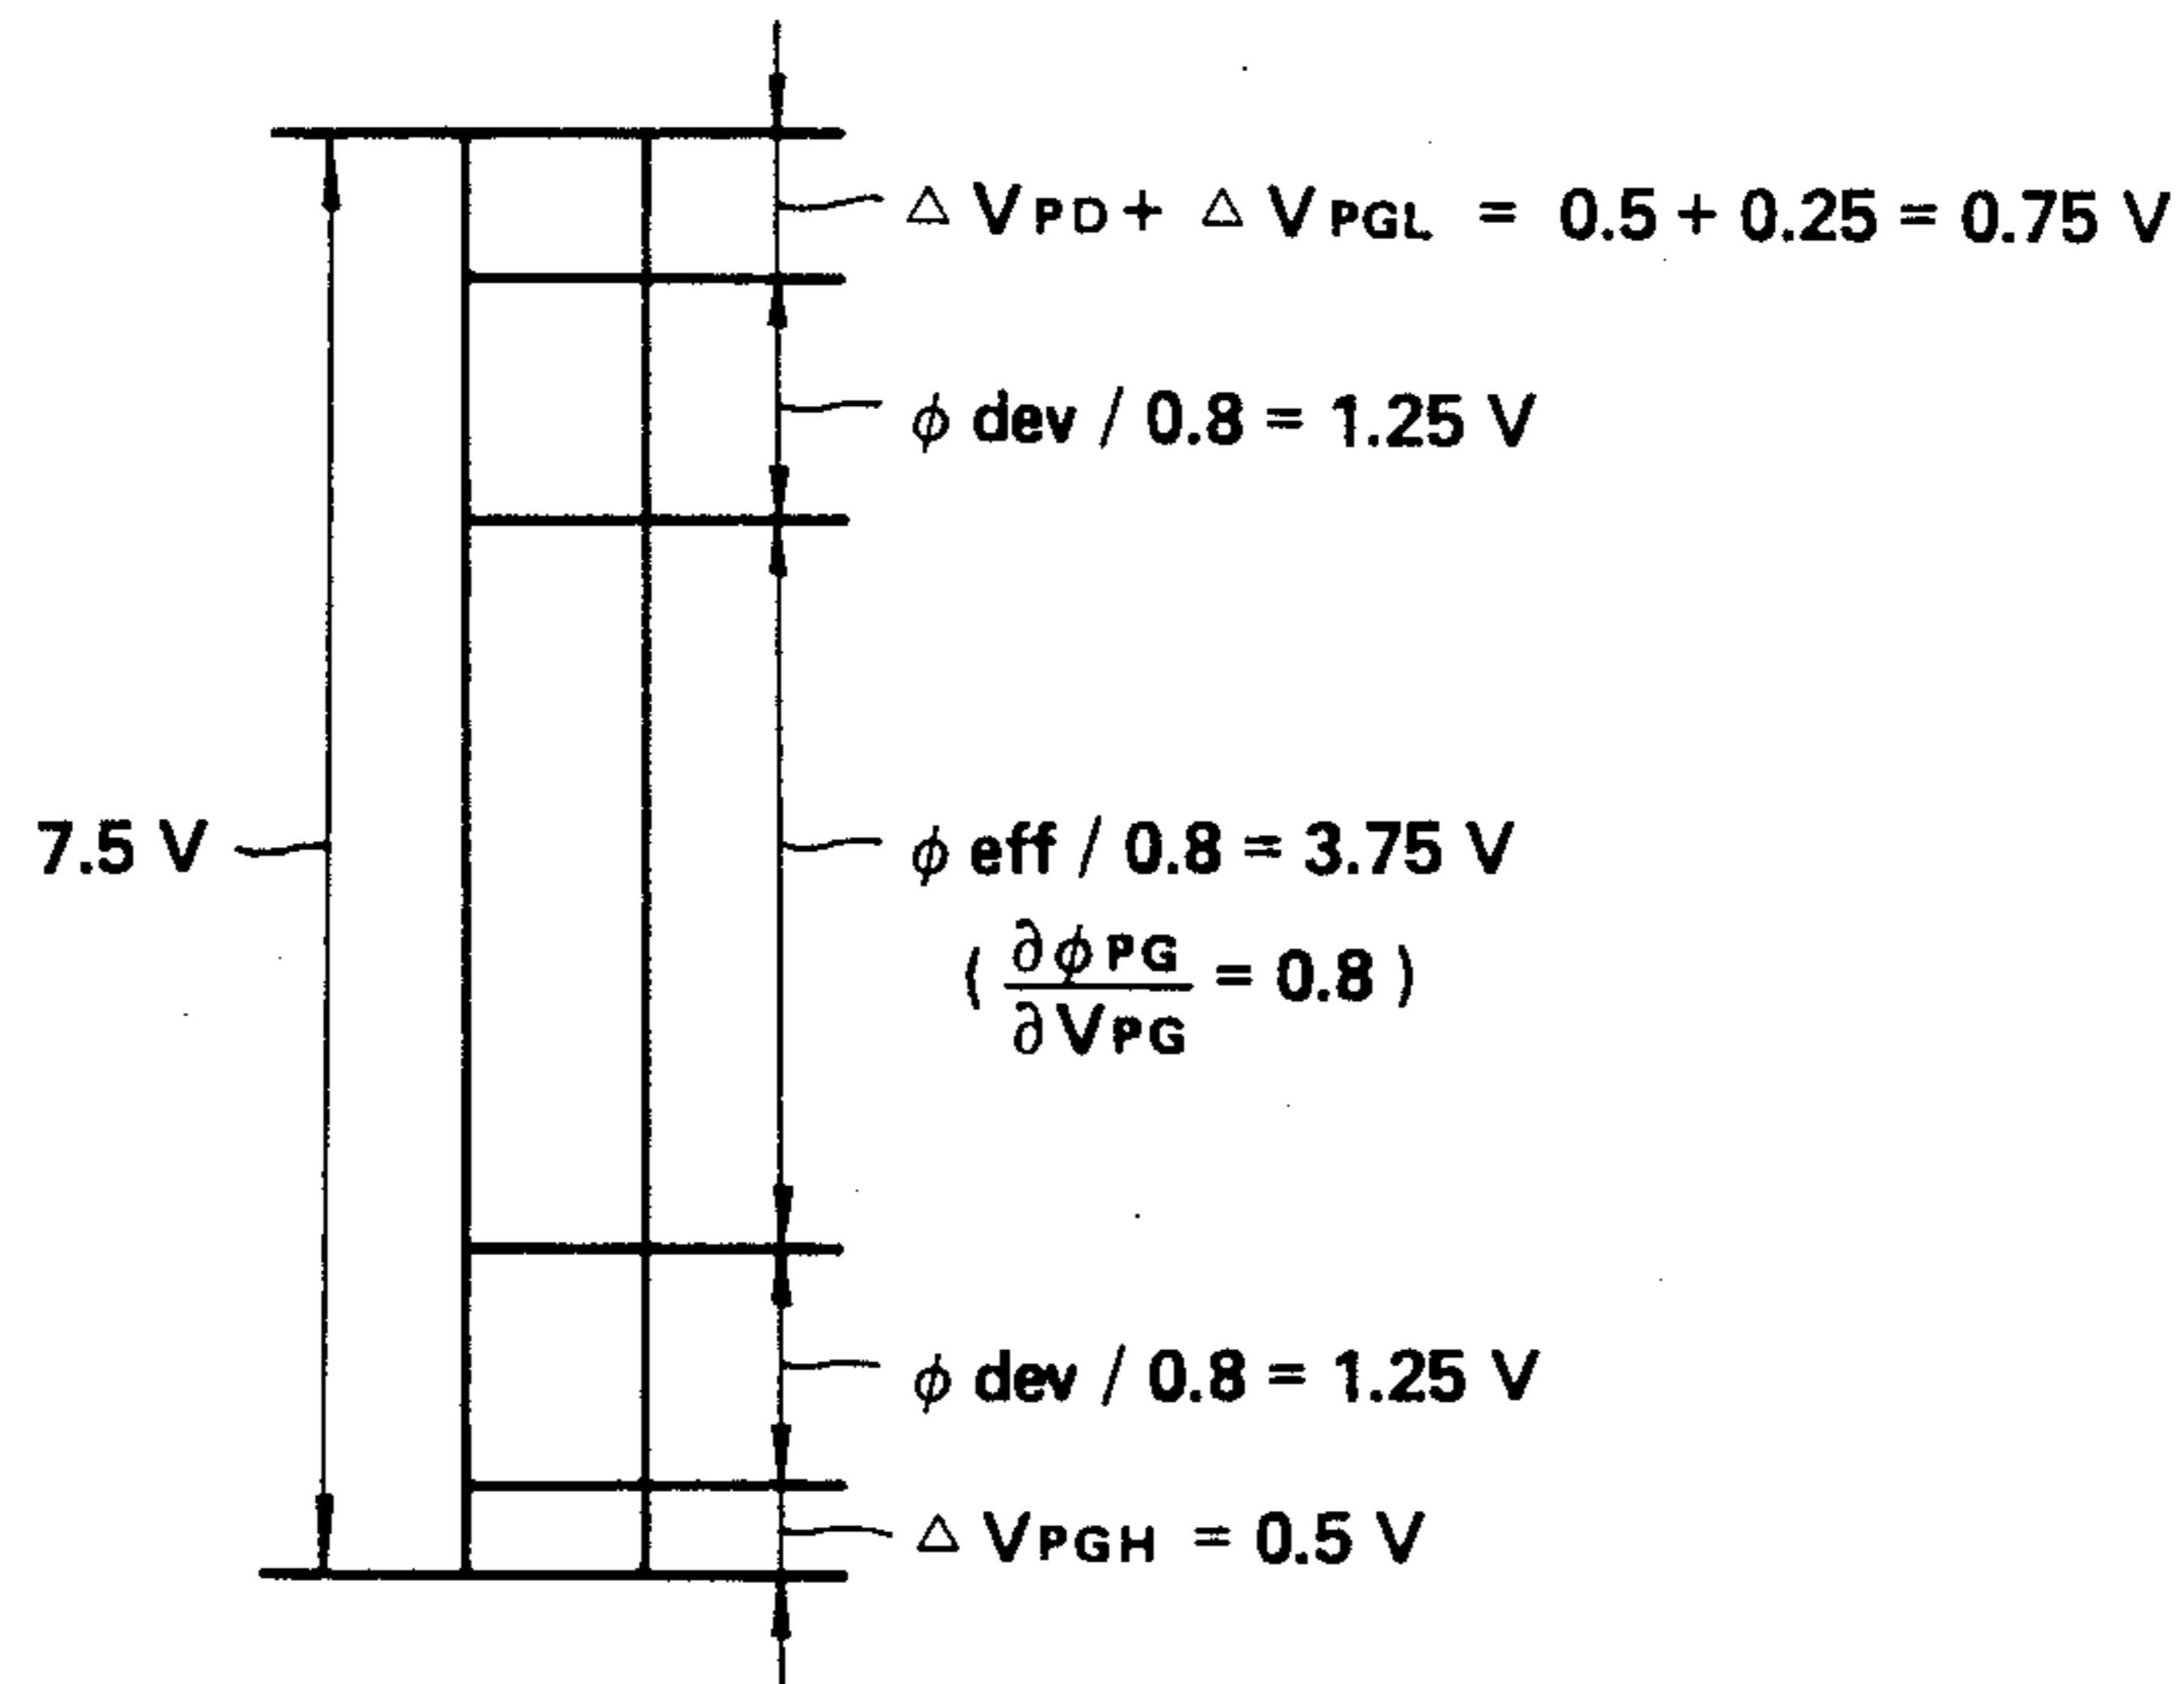 △ VPD + △ VPGL = 0.5 + 0.25 = 0.75 V
ϕ dev / 0.8 = 1.25 V
7.5 V
ϕ eff / 0.8 = 3.75 V
( ∂ϕPG / ∂VPG = 0.8 )
ϕ dev / 0.8 = 1.25 V
△ VPGH = 0.5 V